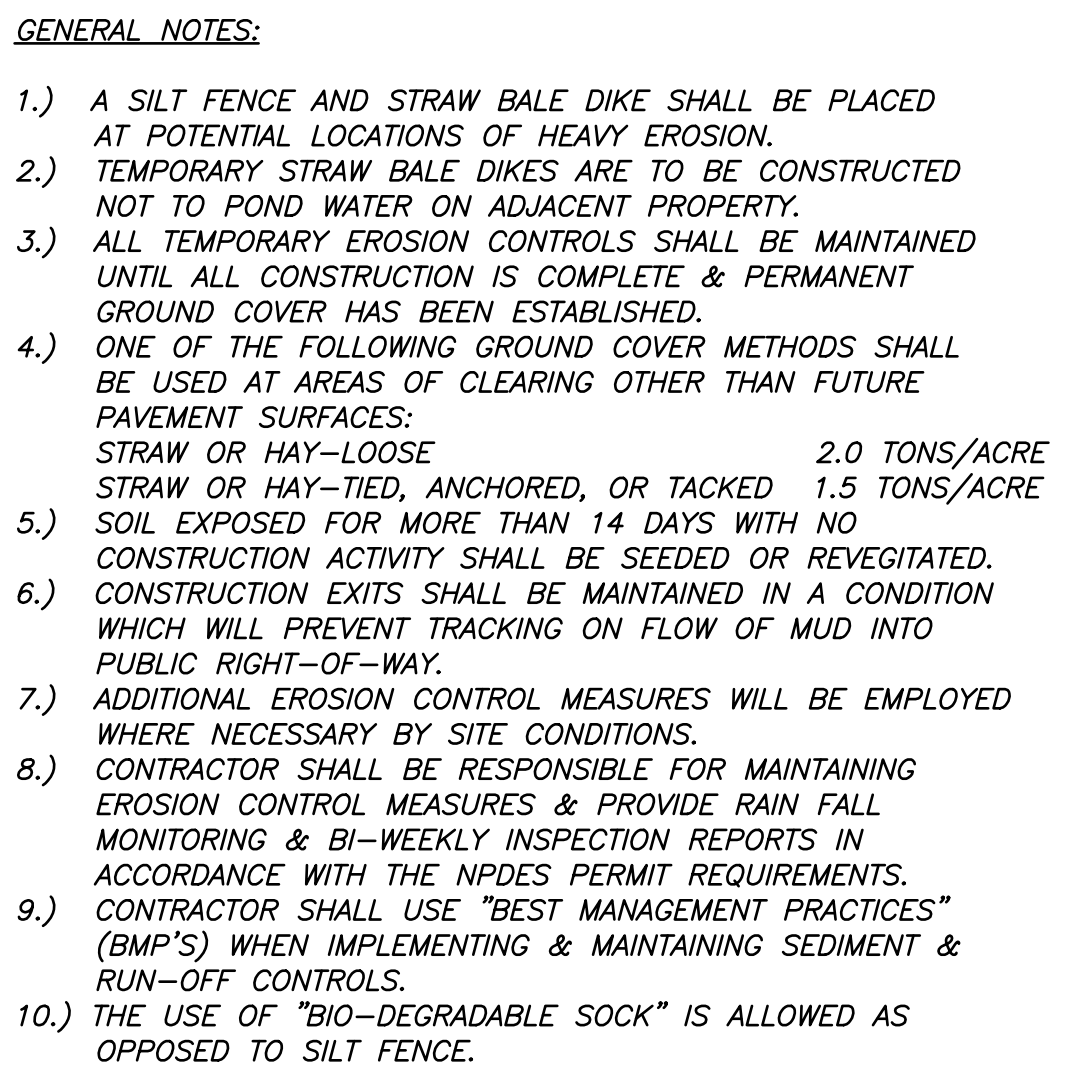 GENERAL NOTES:
1.) A SILT FENCE AND STRAW BALE DIKE SHALL BE PLACED
AT POTENTIAL LOCATIONS OF HEAVY EROSION.
2.) TEMPORARY STRAW BALE DIKES ARE TO BE CONSTRUCTED
NOT TO POND WATER ON ADJACENT PROPERTY.
3.) ALL TEMPORARY EROSION CONTROLS SHALL BE MAINTAINED
UNTIL ALL CONSTRUCTION IS COMPLETE & PERMANENT
GROUND COVER HAS BEEN ESTABLISHED.
4.) ONE OF THE FOLLOWING GROUND COVER METHODS SHALL
BE USED AT AREAS OF CLEARING OTHER THAN FUTURE
PAVEMENT SURFACES:
STRAW OR HAY-LOOSE 2.0 TONS/ACRE
STRAW OR HAY-TIED, ANCHORED, OR TACKED 1.5 TONS/ACRE
5.) SOIL EXPOSED FOR MORE THAN 14 DAYS WITH NO
CONSTRUCTION ACTIVITY SHALL BE SEEDED OR REVEGITATED.
6.) CONSTRUCTION EXITS SHALL BE MAINTAINED IN A CONDITION
WHICH WILL PREVENT TRACKING ON FLOW OF MUD INTO
PUBLIC RIGHT-OF-WAY.
7.) ADDITIONAL EROSION CONTROL MEASURES WILL BE EMPLOYED
WHERE NECESSARY BY SITE CONDITIONS.
8.) CONTRACTOR SHALL BE RESPONSIBLE FOR MAINTAINING
EROSION CONTROL MEASURES & PROVIDE RAIN FALL
MONITORING & BI-WEEKLY INSPECTION REPORTS IN
ACCORDANCE WITH THE NPDES PERMIT REQUIREMENTS.
9.) CONTRACTOR SHALL USE "BEST MANAGEMENT PRACTICES"
(BMP'S) WHEN IMPLEMENTING & MAINTAINING SEDIMENT &
RUN-OFF CONTROLS.
10.) THE USE OF "BIO-DEGRADABLE SOCK" IS ALLOWED AS
OPPOSED TO SILT FENCE.